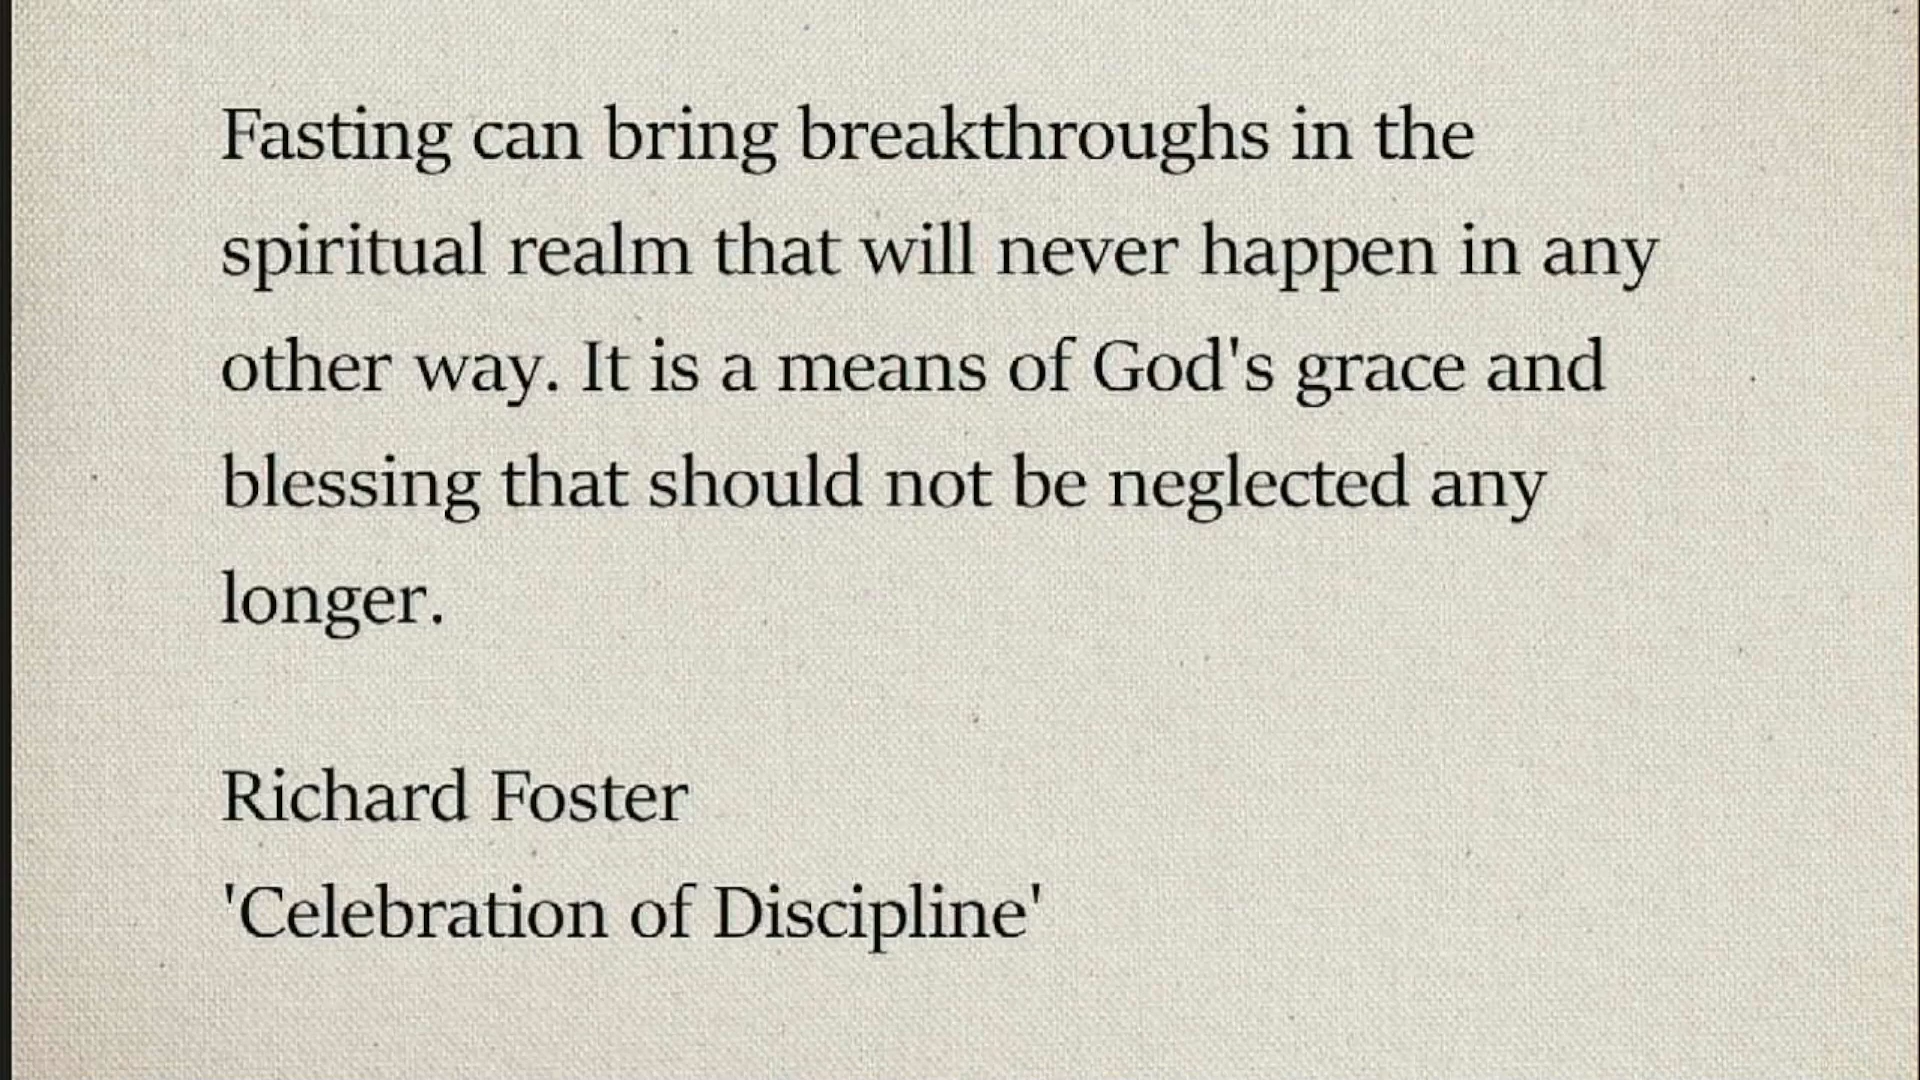 Fasting can bring breakthroughs in the
spiritual realm that will never happen in any
other way. It is a means of God's grace and
blessing that should not be neglected any
longer.
Richard Foster
'Celebration of Discipline'